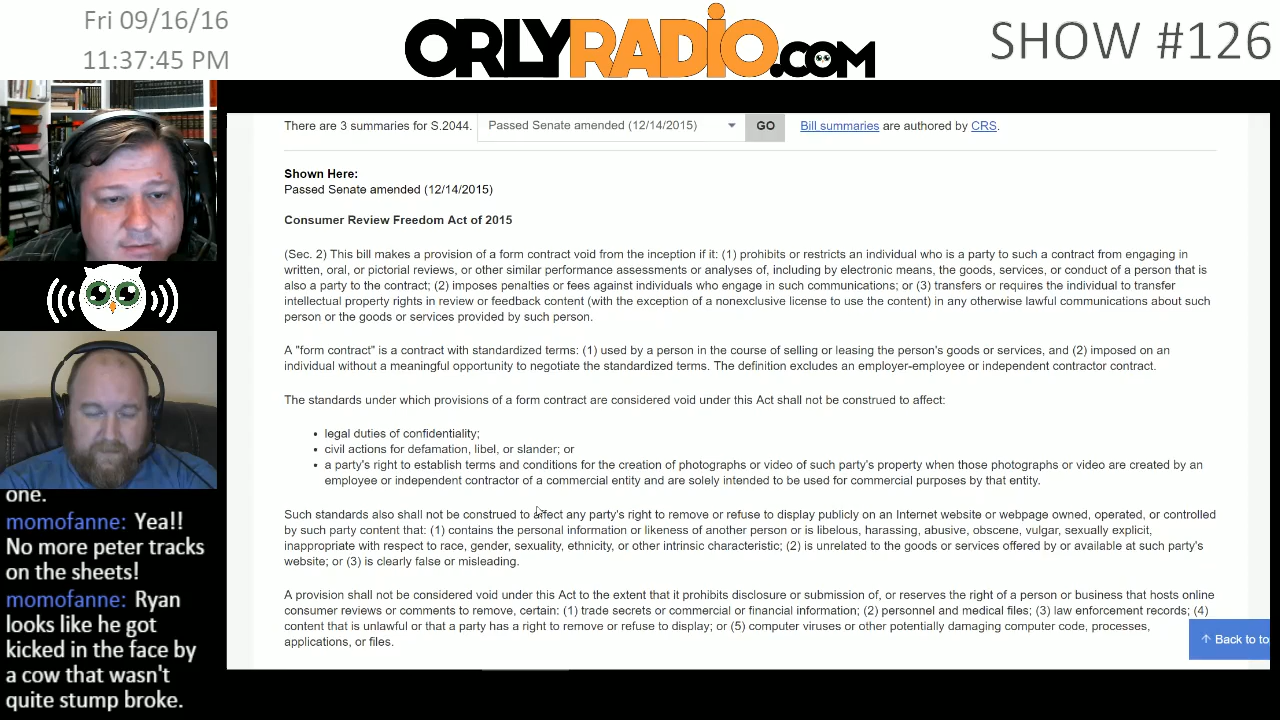 Fri 09/16/16
11:37:45 PM
ORLYRADIO.COM
SHOW #126
There are 3 summaries for S.2044.
Passed Senate amended (12/14/2015)
GO
Bill summaries are authored by CRS.
Shown Here:
Passed Senate amended (12/14/2015)
Consumer Review Freedom Act of 2015
(Sec. 2) This bill makes a provision of a form contract void from the inception if it: (1) prohibits or restricts an individual who is a party to such a contract from engaging in
written, oral, or pictorial reviews, or other similar performance assessments or analyses of, including by electronic means, the goods, services, or conduct of a person that is
also a party to the contract; (2) imposes penalties or fees against individuals who engage in such communications; or (3) transfers or requires the individual to transfer
intellectual property rights in review or feedback content (with the exception of a nonexclusive license to use the content) in any otherwise lawful communications about such
person or the goods or services provided by such person.
A "form contract" is a contract with standardized terms: (1) used by a person in the course of selling or leasing the person's goods or services, and (2) imposed on an
individual without a meaningful opportunity to negotiate the standardized terms. The definition excludes an employer-employee or independent contractor contract.
The standards under which provisions of a form contract are considered void under this Act shall not be construed to affect:
• legal duties of confidentiality;
• civil actions for defamation, libel, or slander; or
• a party's right to establish terms and conditions for the creation of photographs or video of such party's property when those photographs or video are created by an
employee or independent contractor of a commercial entity and are solely intended to be used for commercial purposes by that entity.
Such standards also shall not be construed to affect any party's right to remove or refuse to display publicly on an Internet website or webpage owned, operated, or controlled
by such party content that: (1) contains the personal information or likeness of another person or is libelous, harassing, abusive, obscene, vulgar, sexually explicit,
inappropriate with respect to race, gender, sexuality, ethnicity, or other intrinsic characteristic; (2) is unrelated to the goods or services offered by or available at such party's
website; or (3) is clearly false or misleading.
A provision shall not be considered void under this Act to the extent that it prohibits disclosure or submission of, or reserves the right of a person or business that hosts online
consumer reviews or comments to remove, certain: (1) trade secrets or commercial or financial information; (2) personnel and medical files; (3) law enforcement records; (4)
content that is unlawful or that a party has a right to remove or refuse to display; or (5) computer viruses or other potentially damaging computer code, processes,
applications, or files.
↑ Back to to
one.
momofanne: Yea!!
No more peter tracks
on the sheets!
momofanne: Ryan
looks like he got
kicked in the face by
a cow that wasn't
quite stump broke.